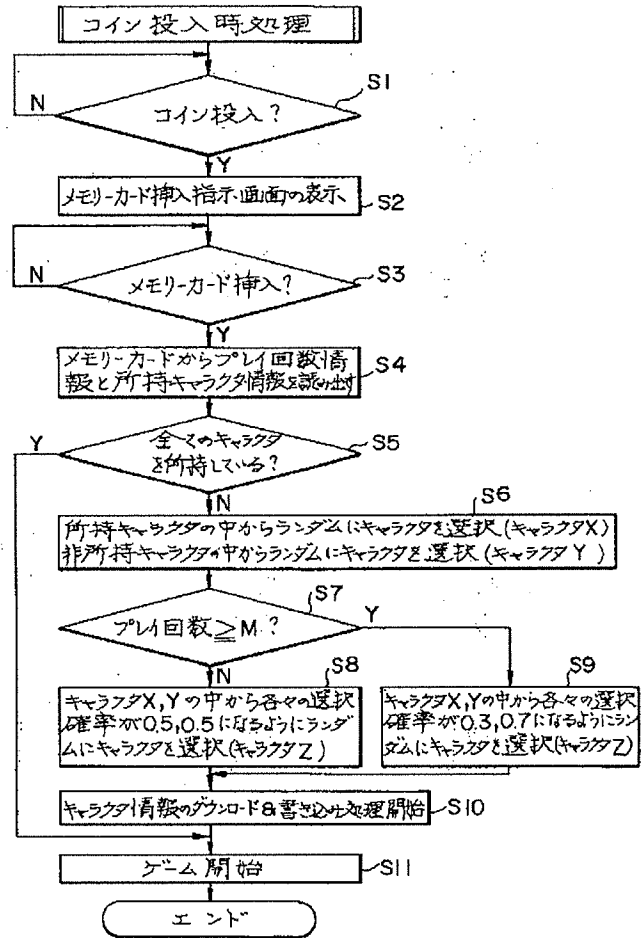 コイン投入時処理
S1
N
コイン投入?
Y
メモリーカード挿入指示画面の表示
S2
N
メモリーカード挿入?
S3
Y
メモリーカードからプレイ回数情
報と所持キャラクタ情報を読み出す
S4
Y
全てのキャラクタ
を所持している?
S5
N
S6
所持キャラクタの中からランダムにキャラクタを選択(キャラクタX)
非所持キャラクタの中からランダムにキャラクタを選択(キャラクタY)
S7
プレイ回数≧M?
Y
N
S8
キャラクタX,Yの中から各々の選択
確率が0.5,0.5になるようにラン
ダムにキャラクタを選択(キャラクタZ)
S9
キャラクタX,Yの中から各々の選択
確率が0.3,0.7になるようにラン
ダムにキャラクタを選択(キャラクタZ)
キャラクタ情報のダウンロード&書き込み処理開始
S10
ゲーム開始
S11
エンド